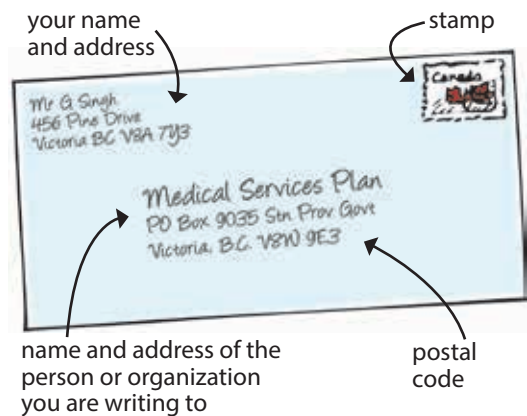 your name
and address
stamp
Canada
Mr G Singh
456 Pine Drive
Victoria BC V8A 7Y3
Medical Services Plan
PO Box 9035 Stn Prov Govt
Victoria, B.C. V8W 9E3
name and address of the
person or organization
you are writing to
postal
code